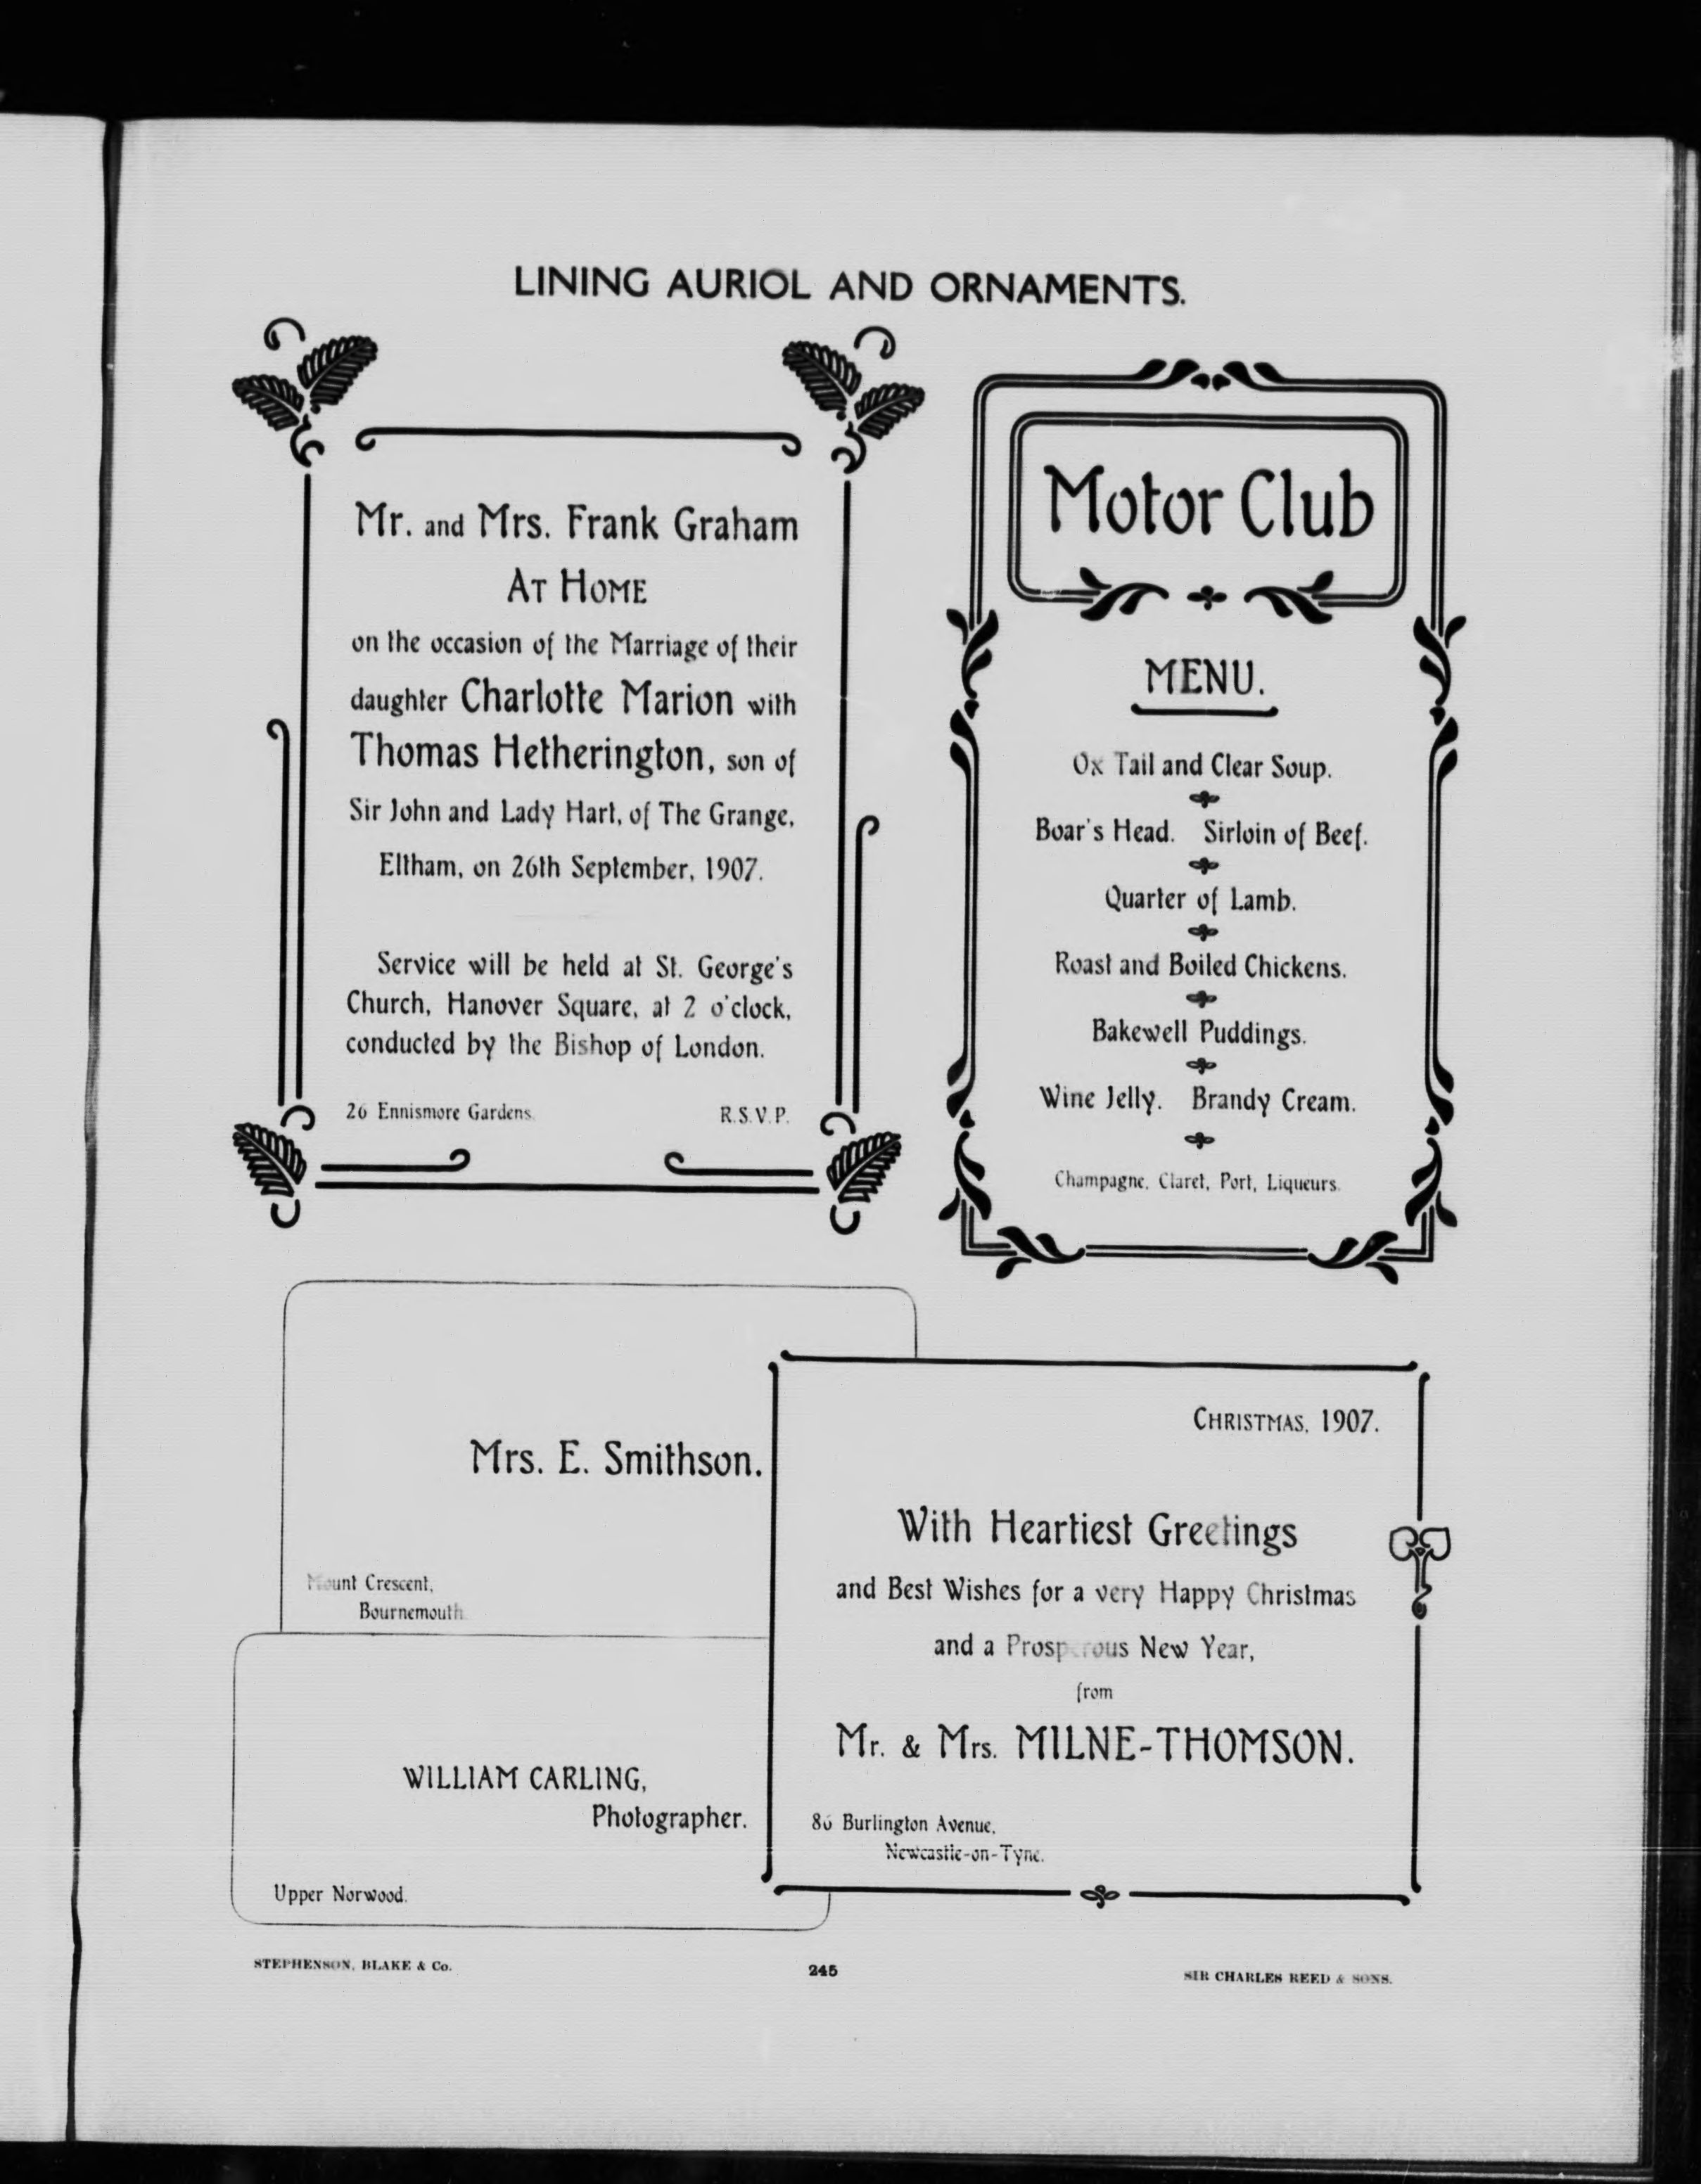 LINING AURIOL AND ORNAMENTS.
Mr. and Mrs. Frank Graham
AT HOME
on the occasion of the Marriage of their
daughter Charlotte Marion with
Thomas Hetherington, son of
Sir John and Lady Hart, of The Grange,
Eltham, on 26th September, 1907.
Service will be held at St. George's
Church, Hanover Square, at 2 o'clock,
conducted by the Bishop of London.
26 Ennismore Gardens. R.S.V.P.
Motor Club
MENU.
Ox Tail and Clear Soup.
Boar's Head. Sirloin of Beef.
Quarter of Lamb.
Roast and Boiled Chickens.
Bakewell Puddings.
Wine Jelly. Brandy Cream.
Champagne, Claret, Port, Liqueurs.
Mrs. E. Smithson.
Mount Crescent,
Bournemouth
WILLIAM CARLING,
Photographer.
Upper Norwood.
CHRISTMAS, 1907.
With Heartiest Greetings
and Best Wishes for a very Happy Christmas
and a Prosperous New Year,
from
Mr. & Mrs. MILNE-THOMSON.
86 Burlington Avenue,
Newcastle-on-Tyne.
STEPHENSON, BLAKE & Co.
245
SIR CHARLES REED & SONS.